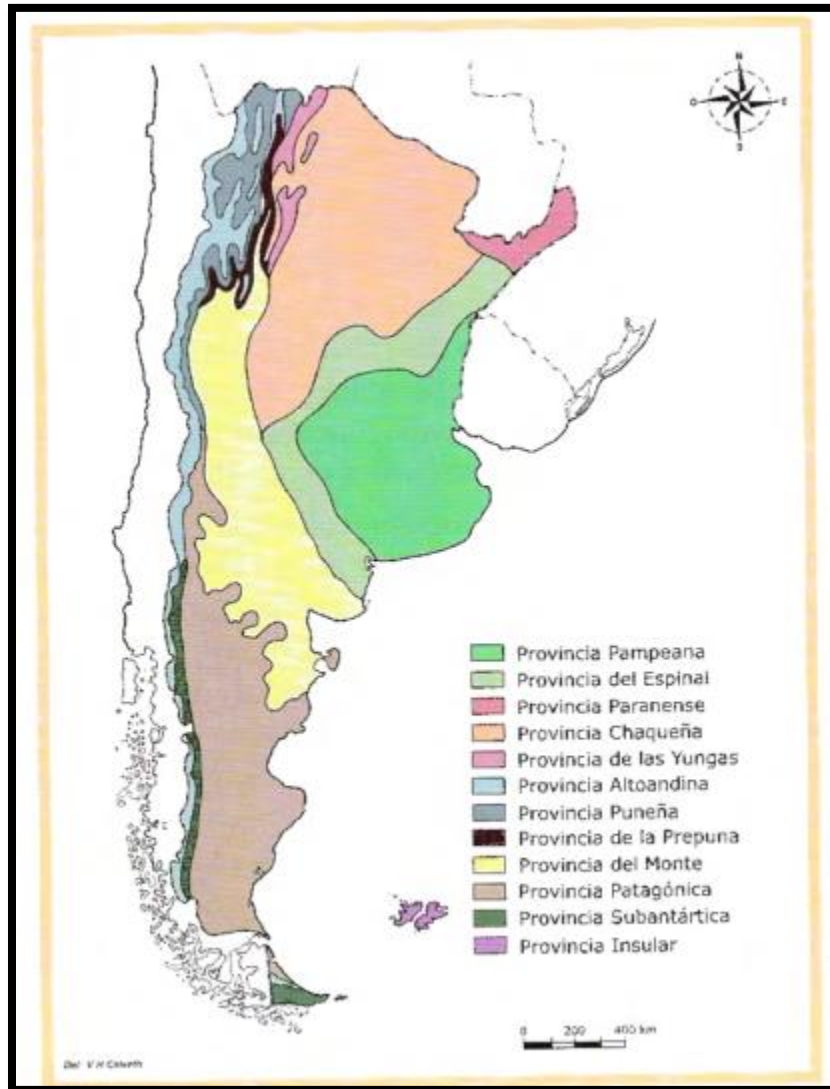 N
O E
S
Provincia Pampeana
Provincia del Espinal
Provincia Paranense
Provincia Chaqueña
Provincia de las Yungas
Provincia Altoandina
Provincia Puneña
Provincia de la Prepuna
Provincia del Monte
Provincia Patagónica
Provincia Subantártica
Provincia Insular
0 200 400 km
Del. V H